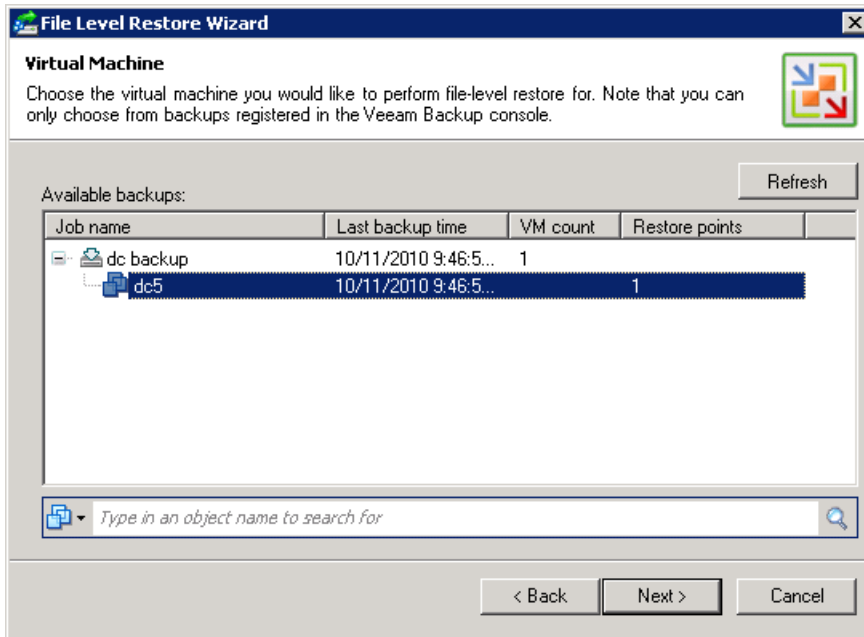 File Level Restore Wizard
Virtual Machine
Choose the virtual machine you would like to perform file-level restore for. Note that you can
only choose from backups registered in the Veeam Backup console.
Refresh
Available backups:
Job name Last backup time VM count Restore points
dc backup 10/11/2010 9:46:5... 1
dc5 10/11/2010 9:46:5... 1
Type in an object name to search for
< Back Next > Cancel